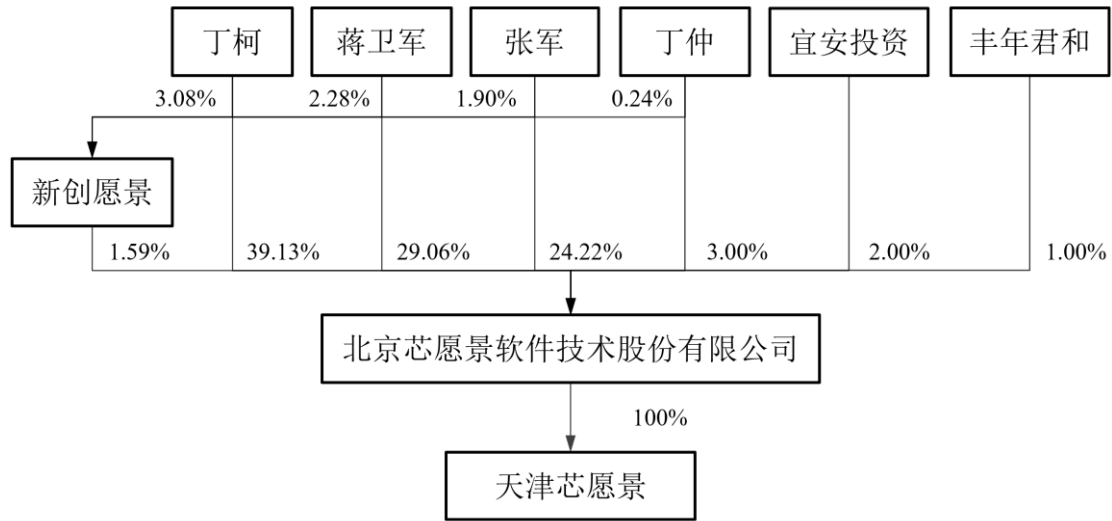 丁柯 蒋卫军 张军 丁仲 宜安投资 丰年君和
3.08% 2.28% 1.90% 0.24%
新创愿景
1.59% 39.13% 29.06% 24.22% 3.00% 2.00% 1.00%
北京芯愿景软件技术股份有限公司
100%
天津芯愿景